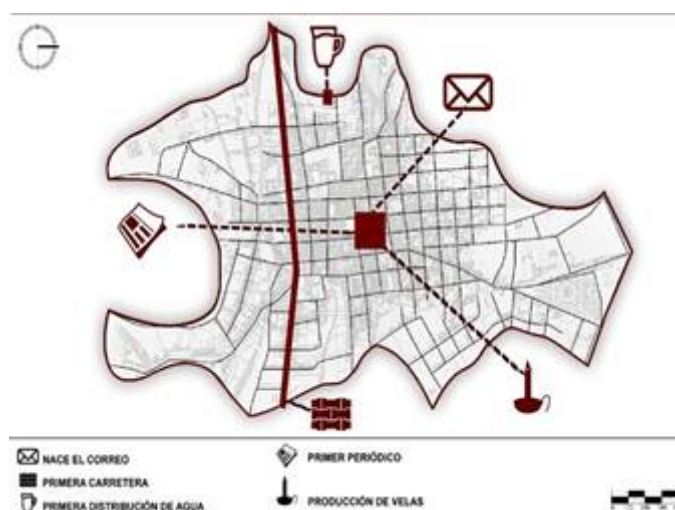 NACE EL CORREO
PRIMER PERIÓDICO
PRIMERA CARRETERA
PRIMERA DISTRIBUCIÓN DE AGUA
PRODUCCIÓN DE VELAS